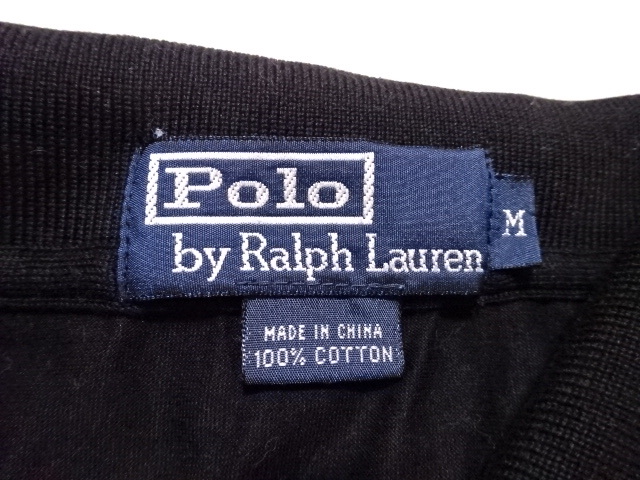 Polo
by Ralph Lauren
M
MADE IN CHINA
100% COTTON